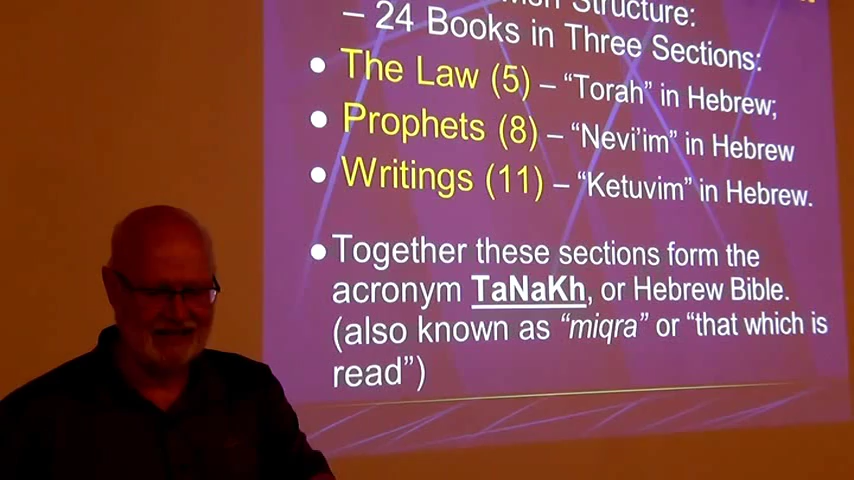 Structure:
– 24 Books in Three Sections:
• The Law (5) – “Torah” in Hebrew;
• Prophets (8) – “Nevi’im” in Hebrew
• Writings (11) – “Ketuvim” in Hebrew.
• Together these sections form the
acronym TaNaKh, or Hebrew Bible.
(also known as “miqra” or “that which is
read”)